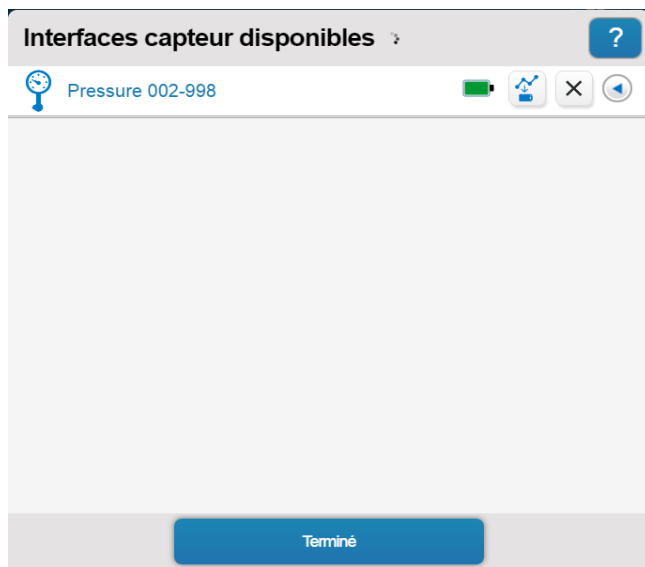 Interfaces capteur disponibles
?
Pressure 002-998
Terminé